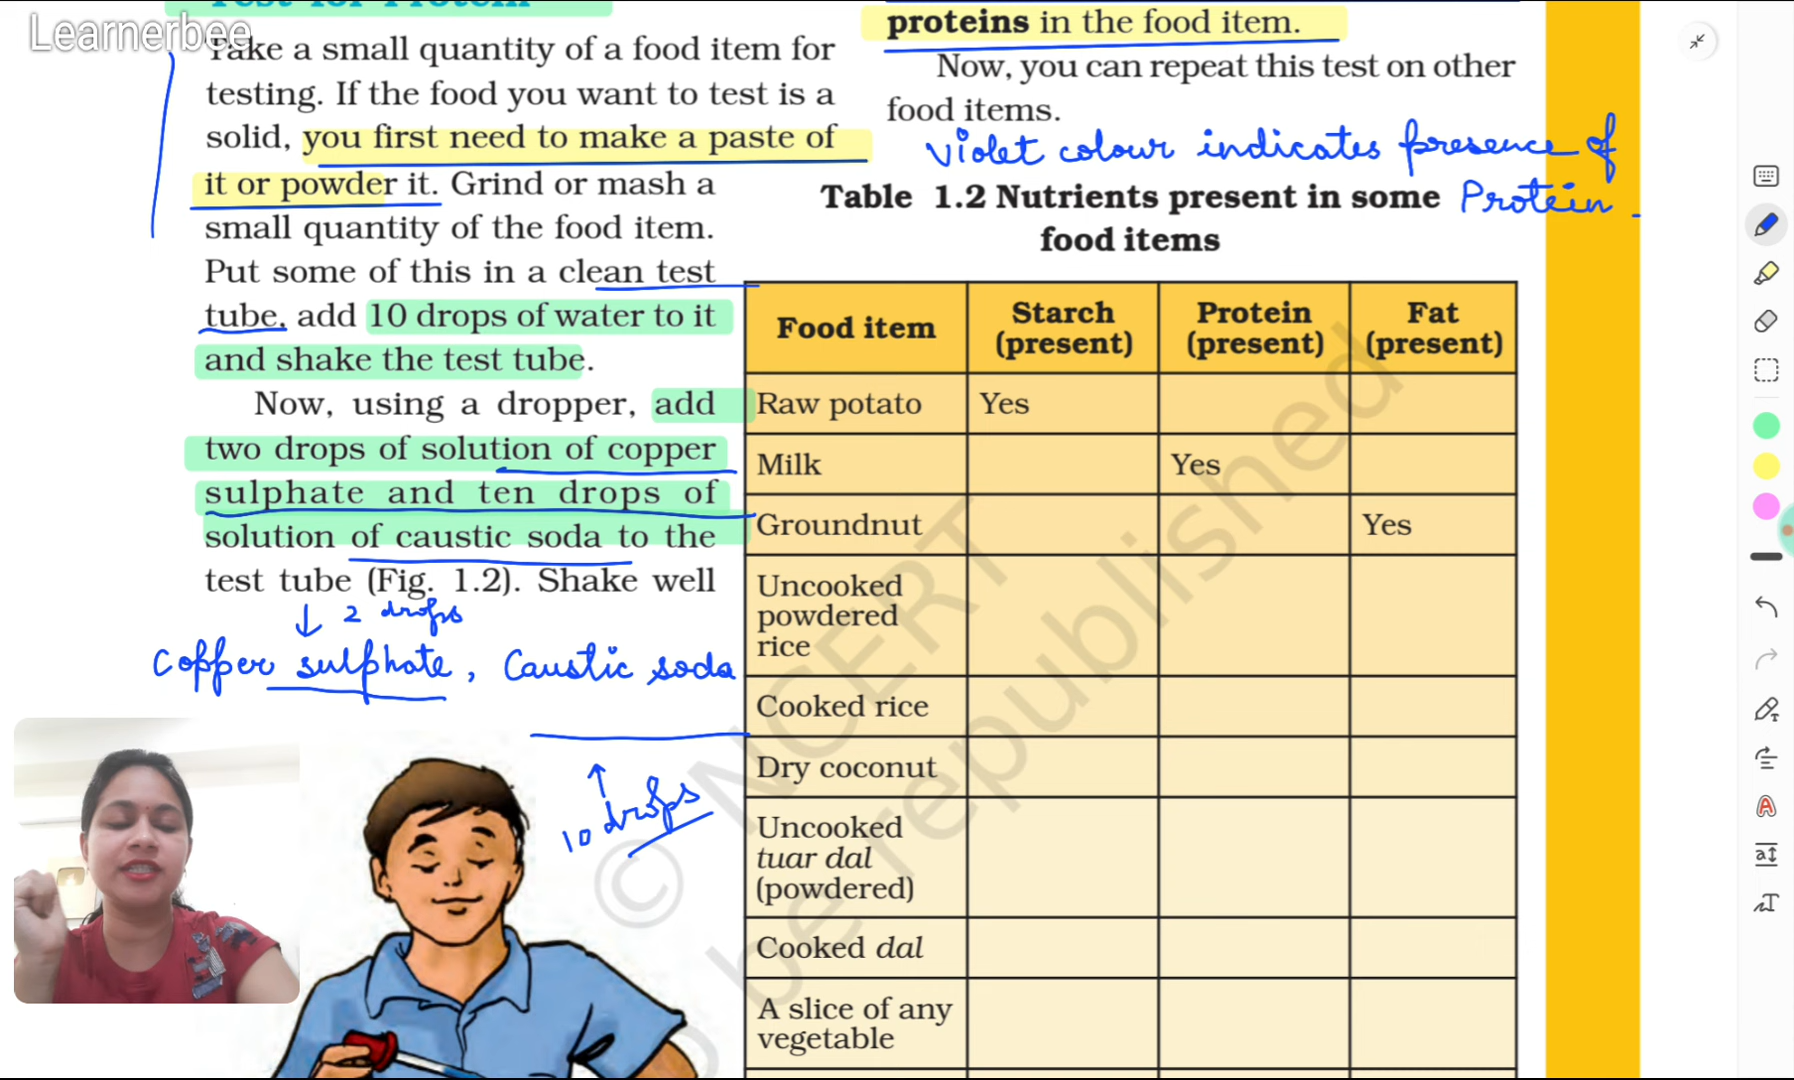 Test for Protein
Learnerbee
Take a small quantity of a food item for
testing. If the food you want to test is a
solid, you first need to make a paste of
it or powder it. Grind or mash a
small quantity of the food item.
Put some of this in a clean test
tube, add 10 drops of water to it
and shake the test tube.
Now, using a dropper, add
two drops of solution of copper
sulphate and ten drops of
solution of caustic soda to the
test tube (Fig. 1.2). Shake well
↓ 2 drops
Copper sulphate, Caustic soda
↑
10 drops
proteins in the food item.
Now, you can repeat this test on other
food items.
Violet colour indicates presence of
Protein.
Table 1.2 Nutrients present in some
food items
Food item Starch (present) Protein (present) Fat (present)
Raw potato Yes
Milk Yes
Groundnut Yes
Uncooked
powdered
rice
Cooked rice
Dry coconut
Uncooked
tuar dal
(powdered)
Cooked dal
A slice of any
vegetable
© NCERT
be republished